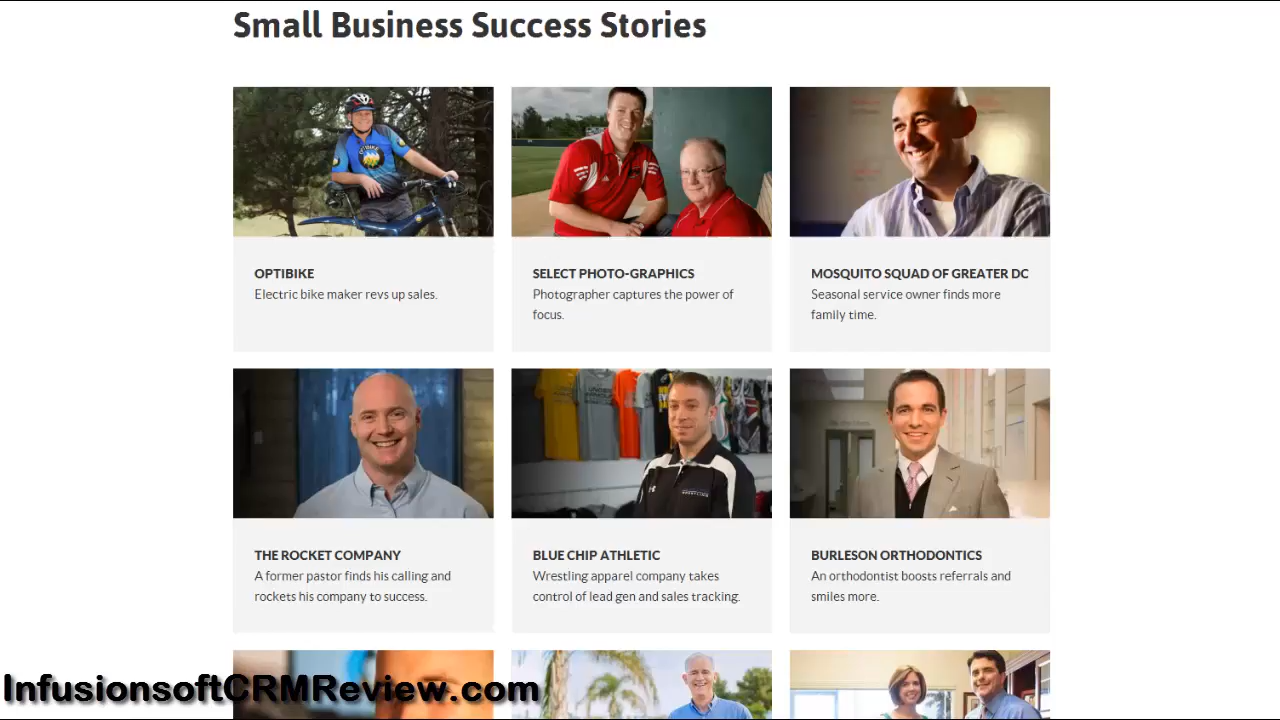 Small Business Success Stories
OPTIBIKE
Electric bike maker revs up sales.
SELECT PHOTO-GRAPHICS
Photographer captures the power of
focus.
MOSQUITO SQUAD OF GREATER DC
Seasonal service owner finds more
family time.
THE ROCKET COMPANY
A former pastor finds his calling and
rockets his company to success.
BLUE CHIP ATHLETIC
Wrestling apparel company takes
control of lead gen and sales tracking.
BURLESON ORTHODONTICS
An orthodontist boosts referrals and
smiles more.
InfusionsoftCRMReview.com